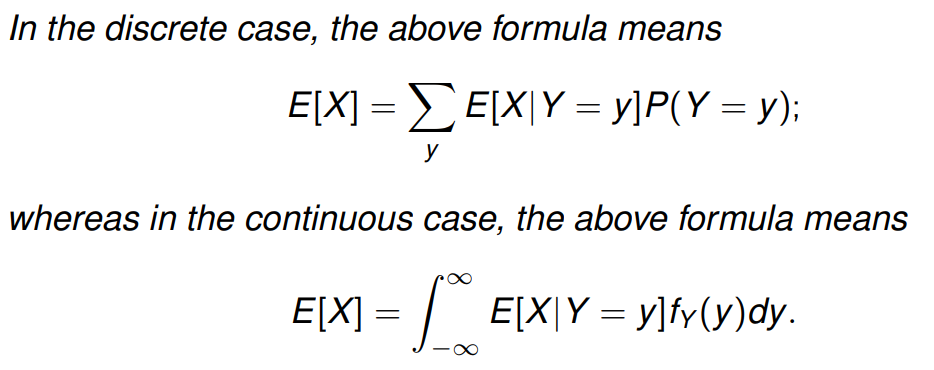 In the discrete case, the above formula means
E[X] = ∑_y E[X|Y = y]P(Y = y);
whereas in the continuous case, the above formula means
E[X] = ∫_{−∞}^{∞} E[X|Y = y]f_Y(y)dy.